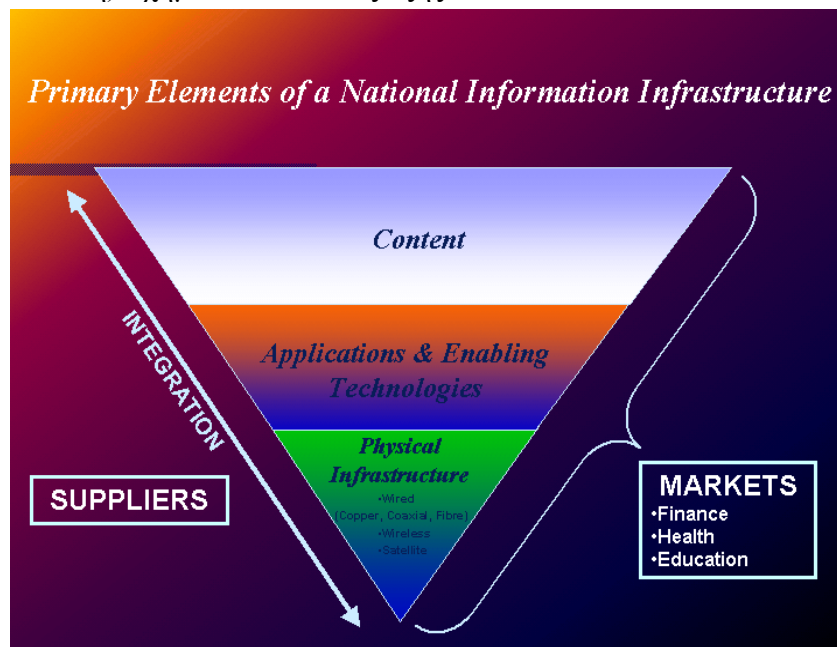 Primary Elements of a National Information Infrastructure
Content
INTEGRATION
Applications & Enabling
Technologies
Physical
Infrastructure
•Wired
(Copper, Coaxial, Fibre)
•Wireless
•Satellite
SUPPLIERS
MARKETS
•Finance
•Health
•Education